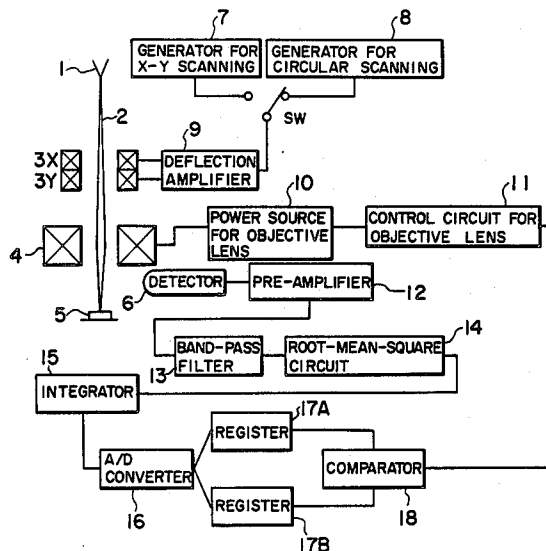 7
8
GENERATOR FOR
X-Y SCANNING
GENERATOR FOR
CIRCULAR SCANNING
1
2
SW
9
3X
3Y
DEFLECTION
AMPLIFIER
10
11
4
POWER SOURCE
FOR OBJECTIVE
LENS
CONTROL CIRCUIT FOR
OBJECTIVE LENS
DETECTOR
PRE-AMPLIFIER
6
12
5
14
BAND-PASS
FILTER
ROOT-MEAN-SQUARE
CIRCUIT
13
15
INTEGRATOR
17A
REGISTER
A/D
CONVERTER
COMPARATOR
16
REGISTER
18
17B